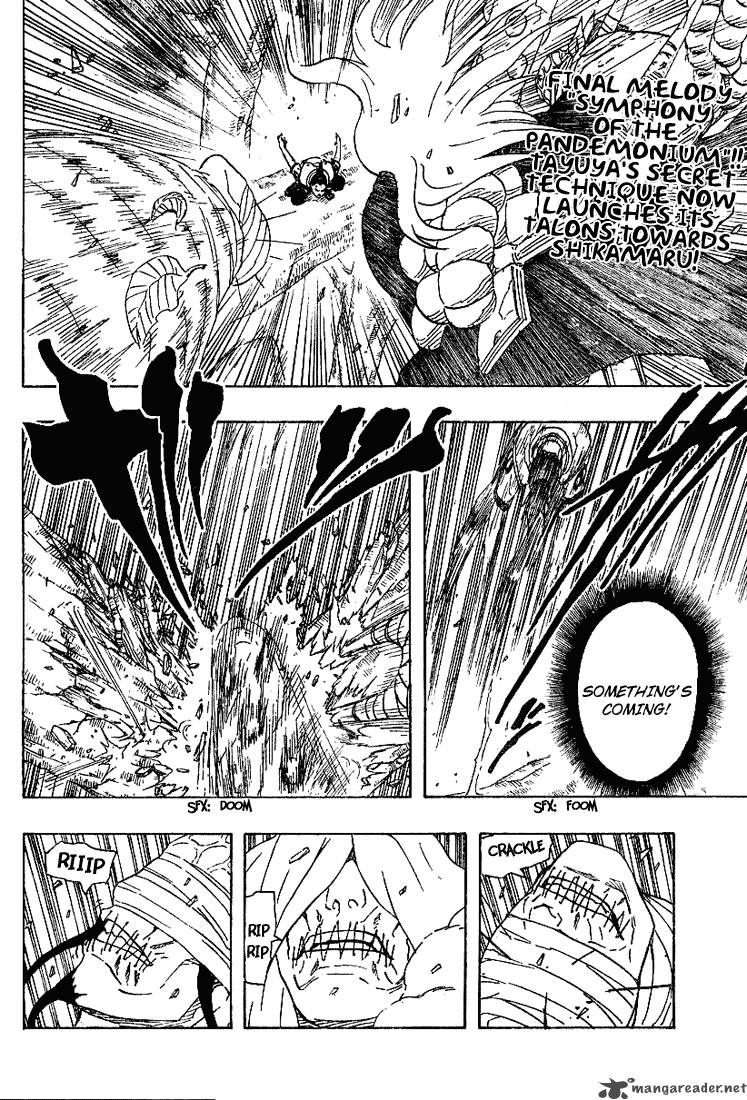 FINAL MELODY
"SYMPHONY
OF THE
PANDEMONIUM"!!
TAYUYA'S SECRET
TECHNIQUE NOW
LAUNCHES ITS
TALONS TOWARDS
SHIKAMARU!
SOMETHING'S
COMING!
SFX: FOOM
SFX: DOOM
CRACKLE
RIP
RIP
RIIIP
mangareader.net